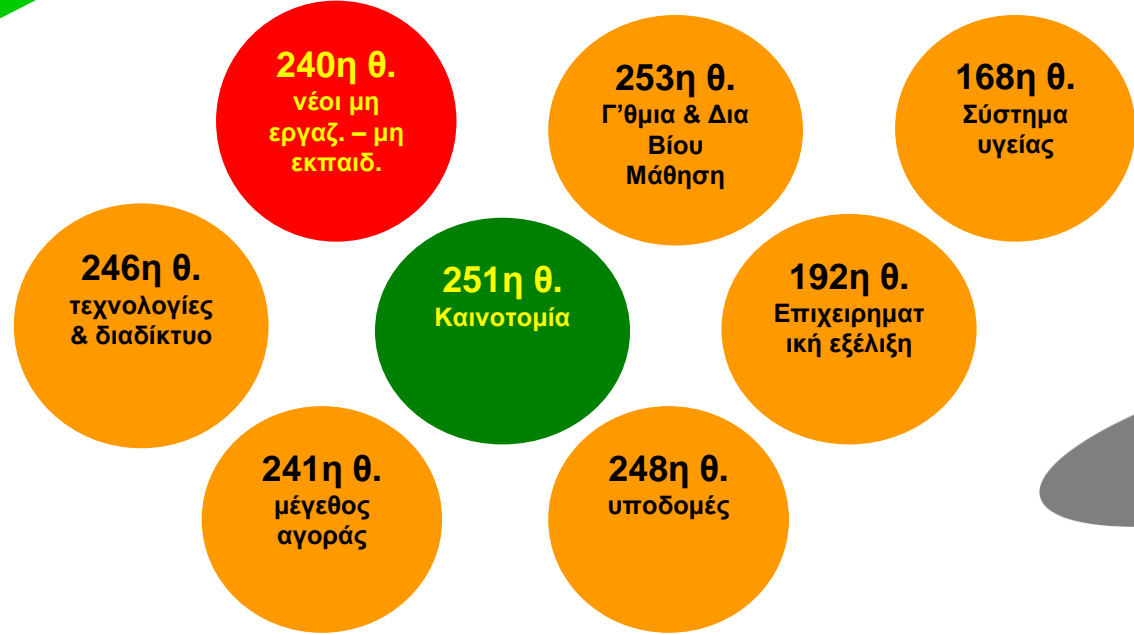 240η θ.
νέοι μη
εργαζ. – μη
εκπαιδ.
253η θ.
Γ’θμια & Δια
Βίου
Μάθηση
168η θ.
Σύστημα
υγείας
246η θ.
τεχνολογίες
& διαδίκτυο
251η θ.
Καινοτομία
192η θ.
Επιχειρηματ
ική εξέλιξη
241η θ.
μέγεθος
αγοράς
248η θ.
υποδομές